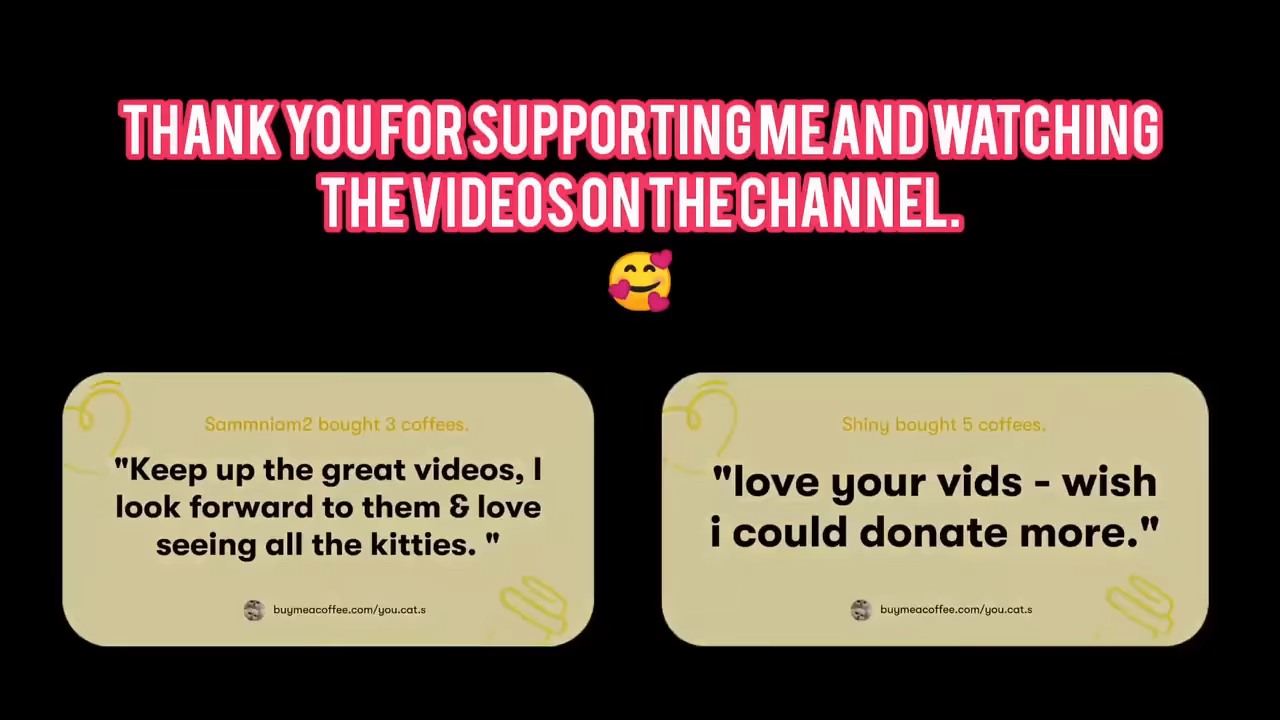 THANK YOU FOR SUPPORTING ME AND WATCHING
THE VIDEOS ON THE CHANNEL.
Sammniam2 bought 3 coffees.
"Keep up the great videos, I
look forward to them & love
seeing all the kitties. "
buymeacoffee.com/you.cat.s
Shiny bought 5 coffees.
"love your vids - wish
i could donate more."
buymeacoffee.com/you.cat.s